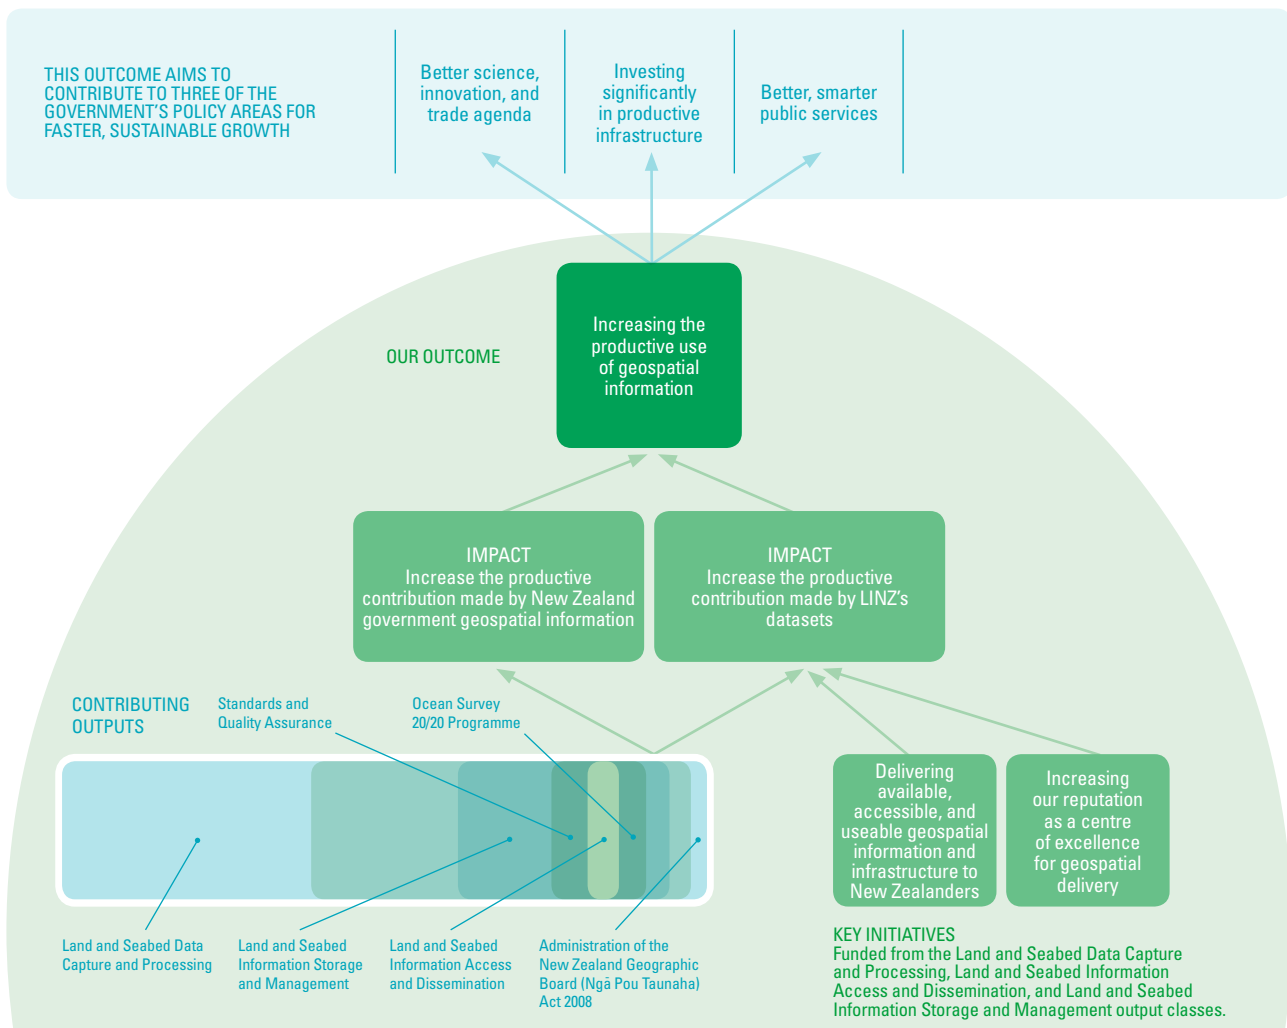 THIS OUTCOME AIMS TO
CONTRIBUTE TO THREE OF THE
GOVERNMENT'S POLICY AREAS FOR
FASTER, SUSTAINABLE GROWTH
Better science,
innovation, and
trade agenda
Investing
significantly
in productive
infrastructure
Better, smarter
public services
OUR OUTCOME
Increasing the
productive use
of geospatial
information
IMPACT
Increase the productive
contribution made by New Zealand
government geospatial information
IMPACT
Increase the productive
contribution made by LINZ's
datasets
CONTRIBUTING
OUTPUTS
Standards and
Quality Assurance
Ocean Survey
20/20 Programme
Land and Seabed Data
Capture and Processing
Land and Seabed
Information Storage
and Management
Land and Seabed
Information Access
and Dissemination
Administration of the
New Zealand Geographic
Board (Ngā Pou Taunaha)
Act 2008
Delivering
available,
accessible, and
useable geospatial
information and
infrastructure to
New Zealanders
Increasing
our reputation
as a centre
of excellence
for geospatial
delivery
KEY INITIATIVES
Funded from the Land and Seabed Data Capture
and Processing, Land and Seabed Information
Access and Dissemination, and Land and Seabed
Information Storage and Management output classes.